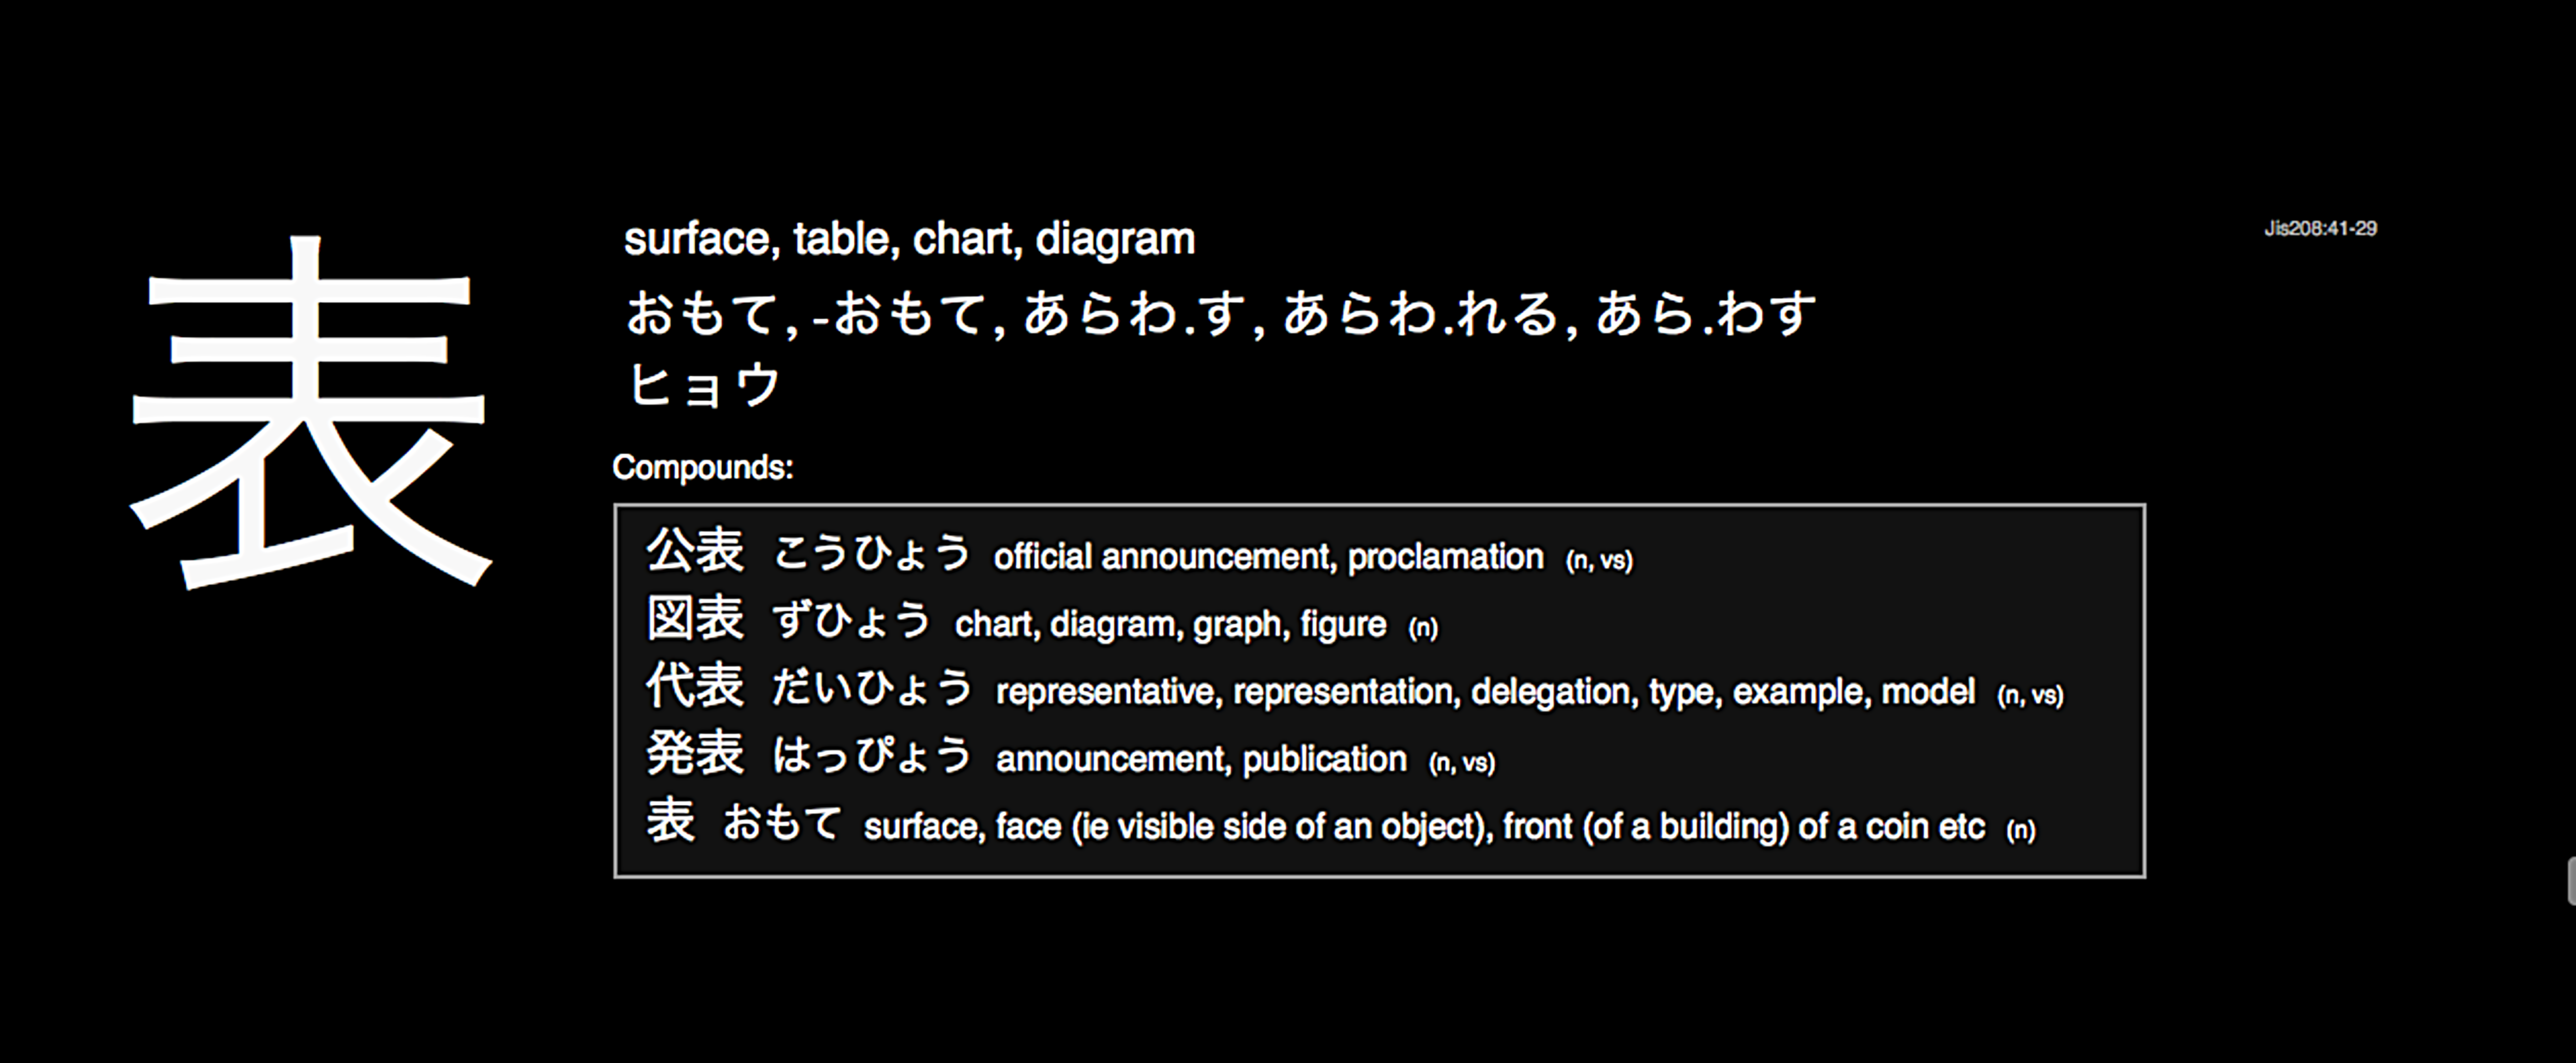 表
surface, table, chart, diagram
Jis208:41-29
おもて, -おもて, あらわ.す, あらわ.れる, あら.わす
ヒョウ
Compounds:
公表 こうひょう official announcement, proclamation (n, vs)
図表 ずひょう chart, diagram, graph, figure (n)
代表 だいひょう representative, representation, delegation, type, example, model (n, vs)
発表 はっぴょう announcement, publication (n, vs)
表 おもて surface, face (ie visible side of an object), front (of a building) of a coin etc (n)